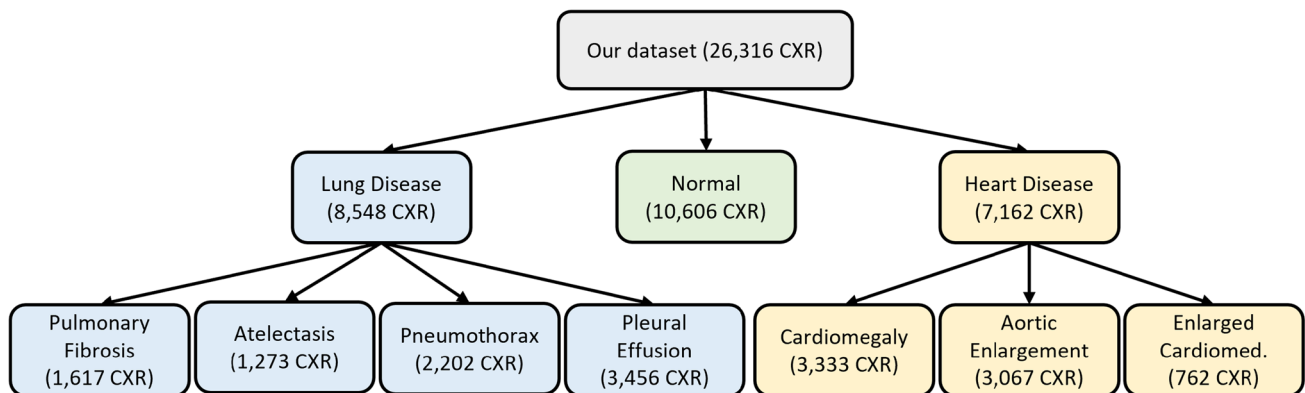 Our dataset (26,316 CXR)
Lung Disease
(8,548 CXR)
Normal
(10,606 CXR)
Heart Disease
(7,162 CXR)
Pulmonary
Fibrosis
(1,617 CXR)
Atelectasis
(1,273 CXR)
Pneumothorax
(2,202 CXR)
Pleural
Effusion
(3,456 CXR)
Cardiomegaly
(3,333 CXR)
Aortic
Enlargement
(3,067 CXR)
Enlarged
Cardiomed.
(762 CXR)